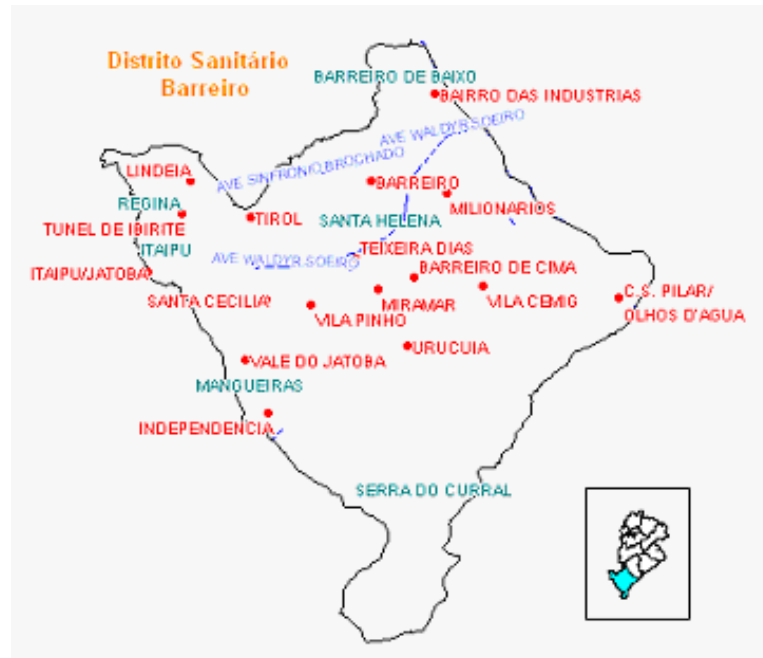 Distrito Sanitário
Barreiro
BARREIRO DE BAIXO
BAIRRO DAS INDUSTRIAS
AVE WALDYR SOEIRO
AVE SINFRONIO BROCHADO
LINDEIA
BARREIRO
REGINA
MILIONARIOS
TIROL
SANTA HELENA
TUNEL DE IBIRITE
ITAIPU
TEIXEIRA DIAS
AVE WALDYR SOEIRO
BARREIRO DE CIMA
ITAIPU/JATOBA
C.S. PILAR/
OLHOS D'AGUA
SANTA CECILIA
MIRAMAR
VILA CEMIG
VILA PINHO
URUCUIA
VALE DO JATOBA
MANGUEIRAS
INDEPENDENCIA
SERRA DO CURRAL